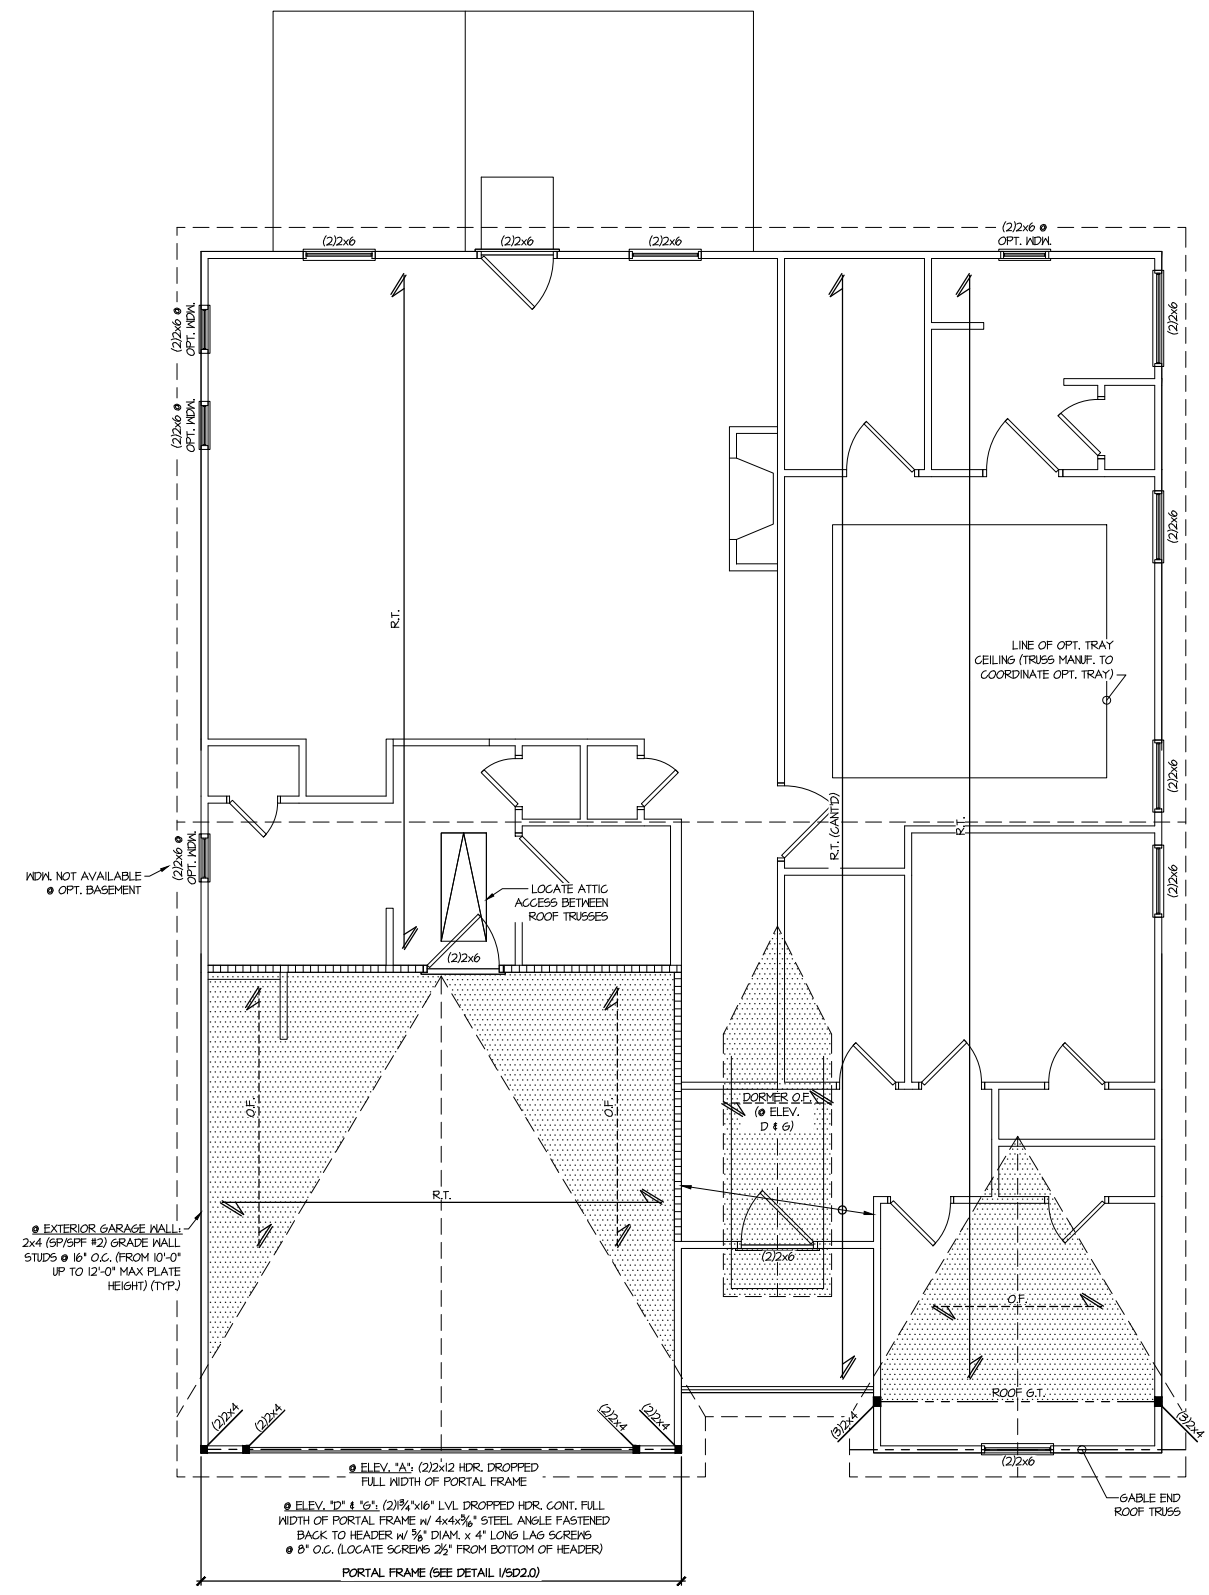 (2)2x6
(2)2x6
(2)2x6
(2)2x6 @
OPT. WDW.
(2)2x6 @
OPT. WDW.
(2)2x6
(2)2x6 @
OPT. WDW.
(2)2x6
R.T.
LINE OF OPT. TRAY
CEILING (TRUSS MANUF. TO
COORDINATE OPT. TRAY)
(2)2x6
R.T. (CANT'D)
R.T.
(2)2x6 @
OPT. WDW.
WDW. NOT AVAILABLE
@ OPT. BASEMENT
LOCATE ATTIC
ACCESS BETWEEN
ROOF TRUSSES
(2)2x6
(2)2x6
O.F.
O.F.
DORMER O.F.
(@ ELEV.
D & G)
R.T.
@ EXTERIOR GARAGE WALL:
2x4 (SP/SPF #2) GRADE WALL
STUDS @ 16" O.C. (FROM 10'-0"
UP TO 12'-0" MAX PLATE
HEIGHT) (TYP.)
(2)2x6
O.F.
ROOF G.T.
(2)2x4
(2)2x4
(2)2x4
(2)2x4
(3)2x4
(3)2x4
(2)2x6
@ ELEV. "A": (2)2x12 HDR. DROPPED
FULL WIDTH OF PORTAL FRAME
GABLE END
ROOF TRUSS
@ ELEV. "D" & "G": (2)1¾"x16" LVL DROPPED HDR. CONT. FULL
WIDTH OF PORTAL FRAME W/ 4x4x5/16" STEEL ANGLE FASTENED
BACK TO HEADER W/ 5/8" DIAM. x 4" LONG LAG SCREWS
@ 8" O.C. (LOCATE SCREWS 2½" FROM BOTTOM OF HEADER)
PORTAL FRAME (SEE DETAIL 1/SD2.0)